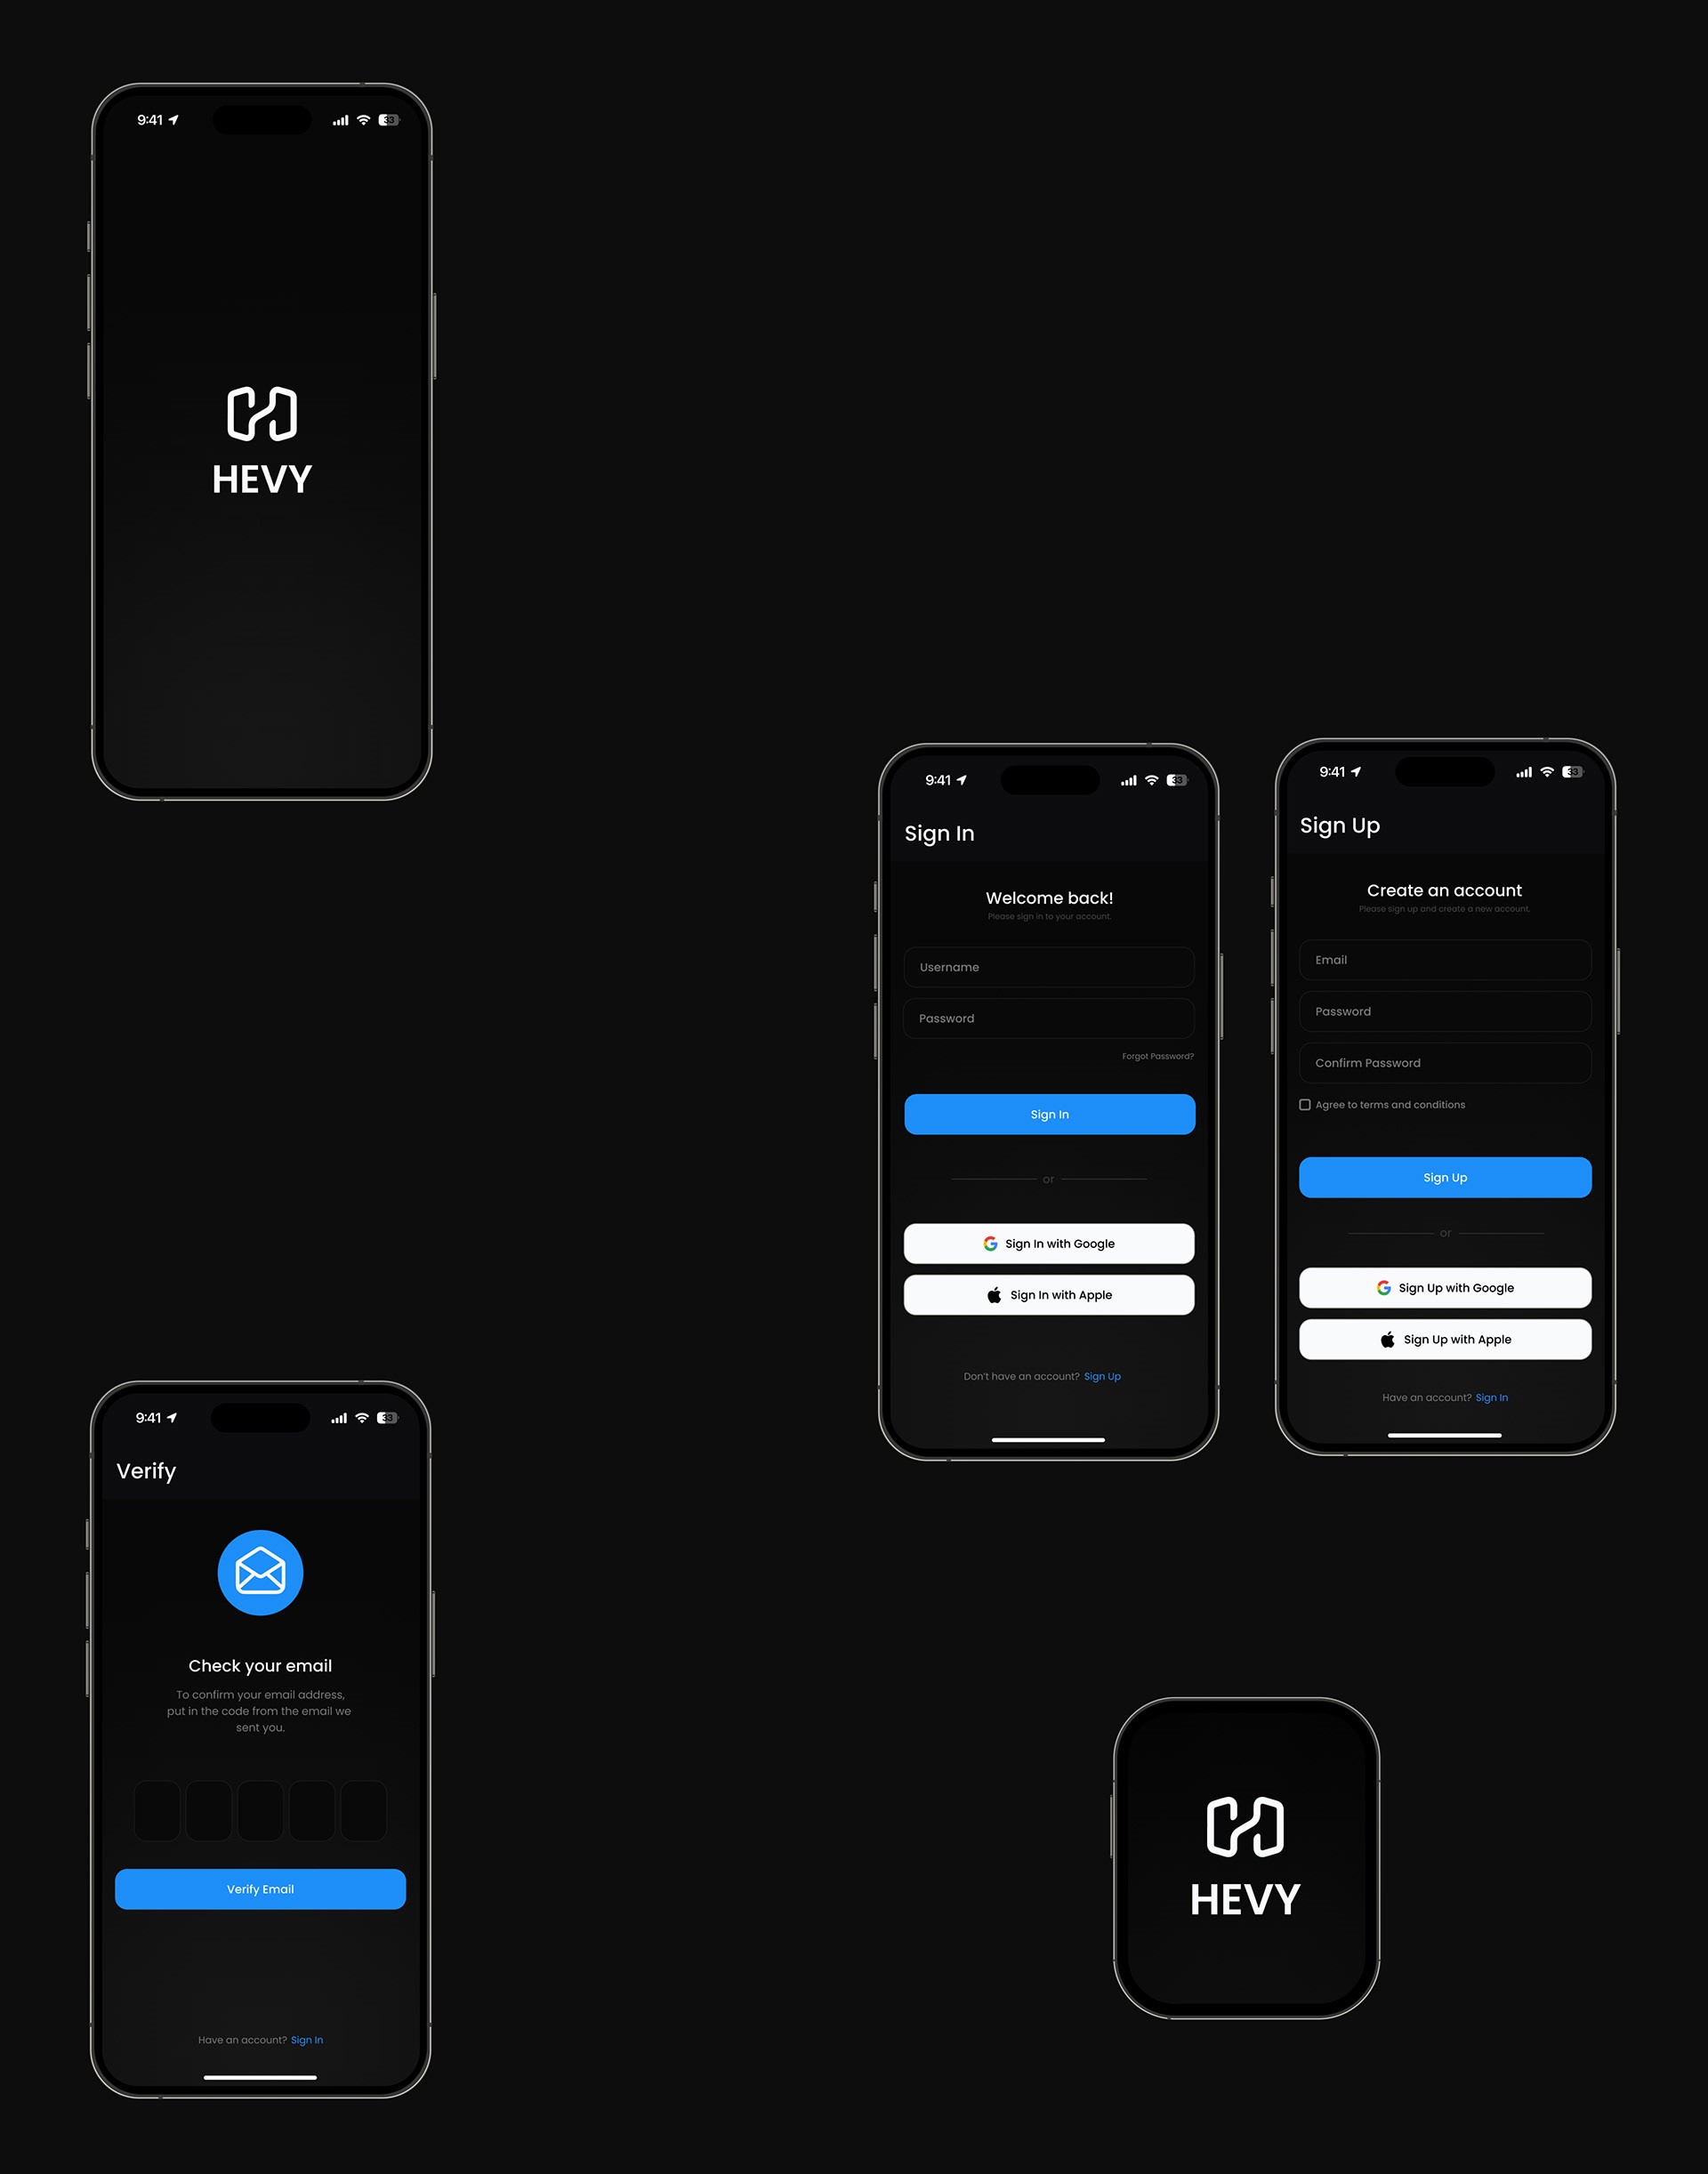 9:41
33
HEVY
9:41
33
Sign In
Welcome back!
Please sign in to your account.
Username
Password
Forgot Password?
Sign In
or
Sign In with Google
Sign In with Apple
Don't have an account? Sign Up
9:41
33
Sign Up
Create an account
Please sign up and create a new account.
Email
Password
Confirm Password
Agree to terms and conditions
Sign Up
or
Sign Up with Google
Sign Up with Apple
Have an account? Sign In
9:41
33
Verify
Check your email
To confirm your email address,
put in the code from the email we
sent you.
Verify Email
Have an account? Sign In
HEVY